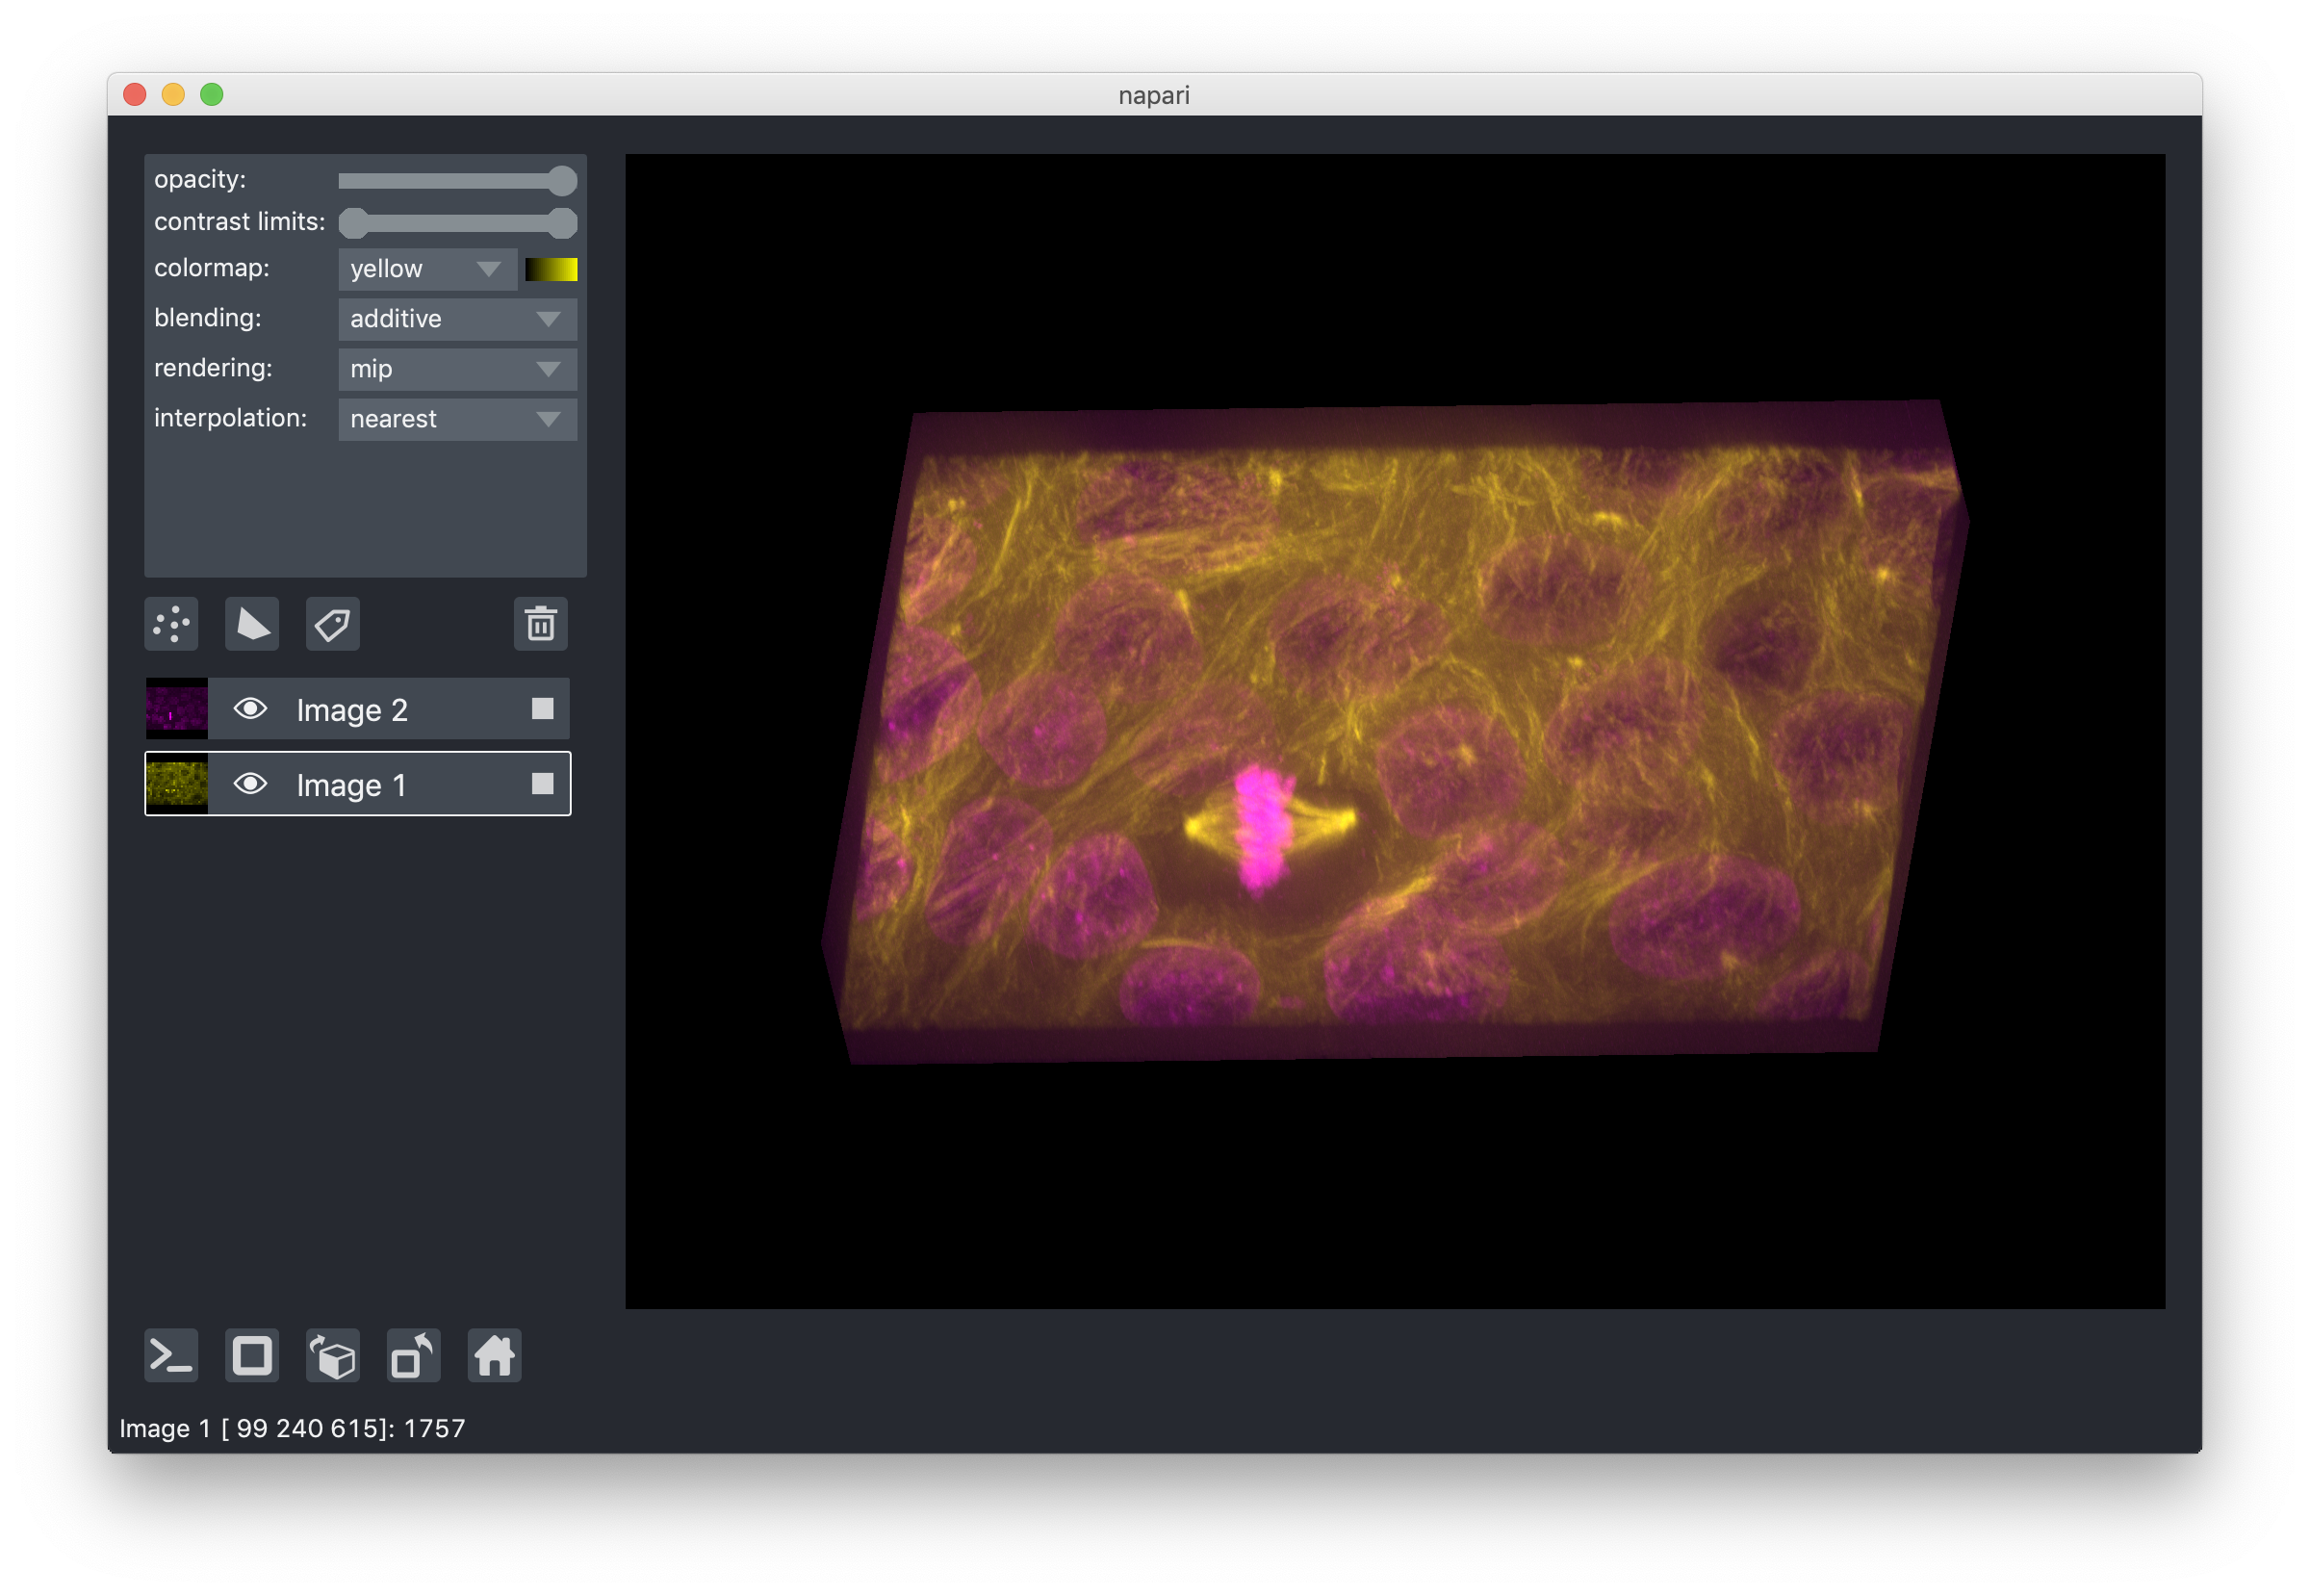 napari
opacity:
contrast limits:
colormap: yellow
blending: additive
rendering: mip
interpolation: nearest
Image 2
Image 1
Image 1 [ 99 240 615]: 1757